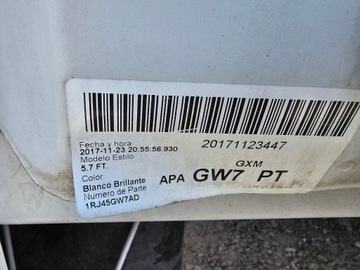 Fecha y hora
2017-11-23 20:55:56.930
Modelo Estilo
5.7 FT.
Color
Blanco Brillante
Numero de Parte
1RJ45GW7AD
20171123447
GXM
APA GW7 PT